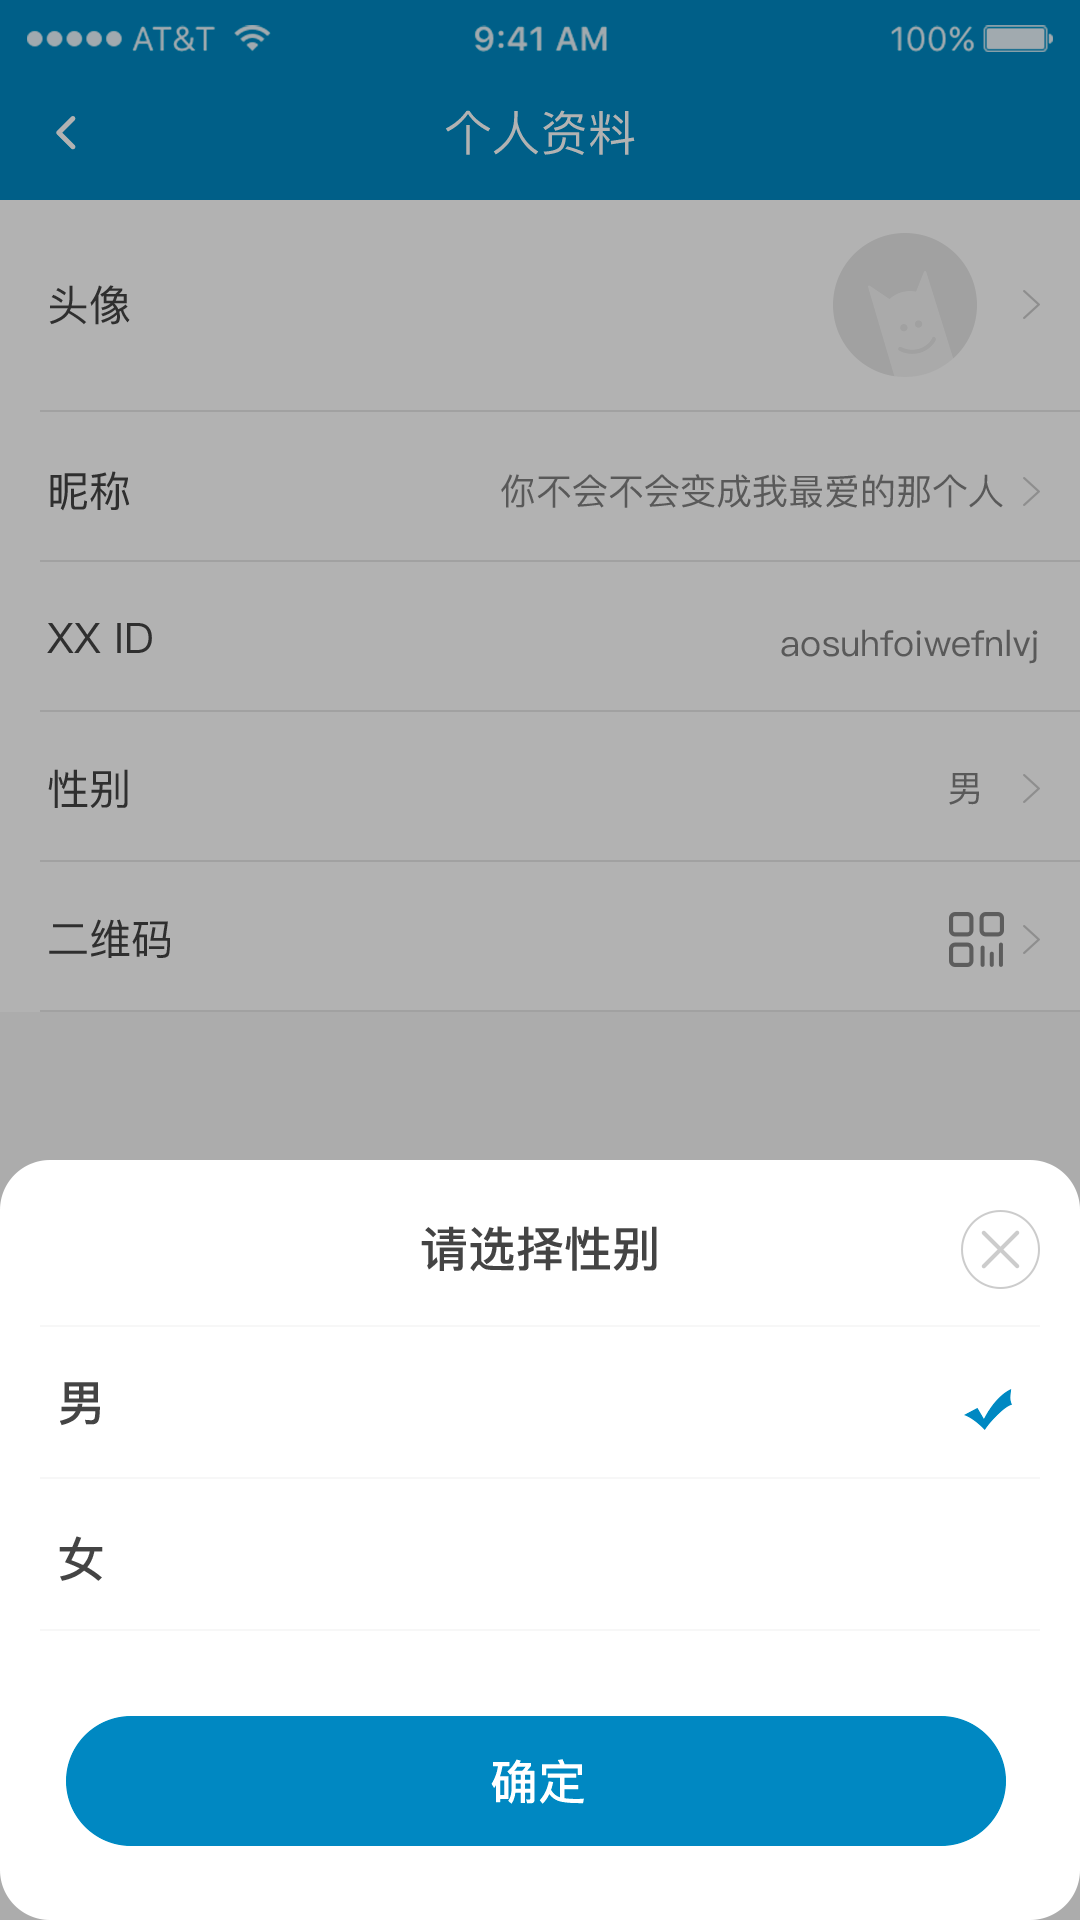 AT&T 9:41 AM 100%
个人资料
头像
昵称 你不会不会变成我最爱的那个人
XX ID aosuhfoiwefnlvj
性别 男
二维码
请选择性别
男
女
确定